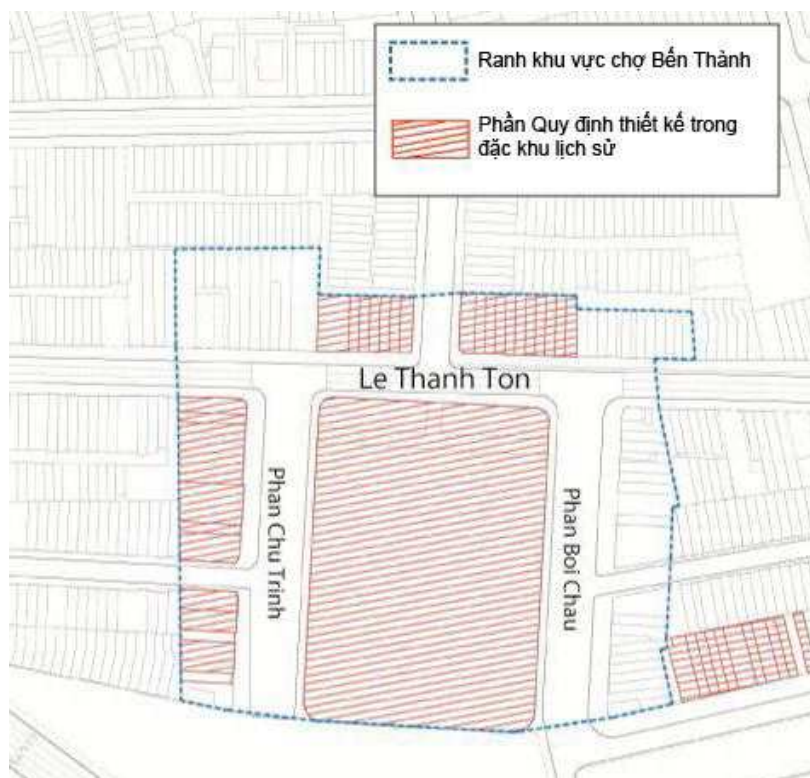 Ranh khu vực chợ Bến Thành
Phần Quy định thiết kế trong
đặc khu lịch sử
Le Thanh Ton
Phan Chu Trinh
Phan Boi Chau